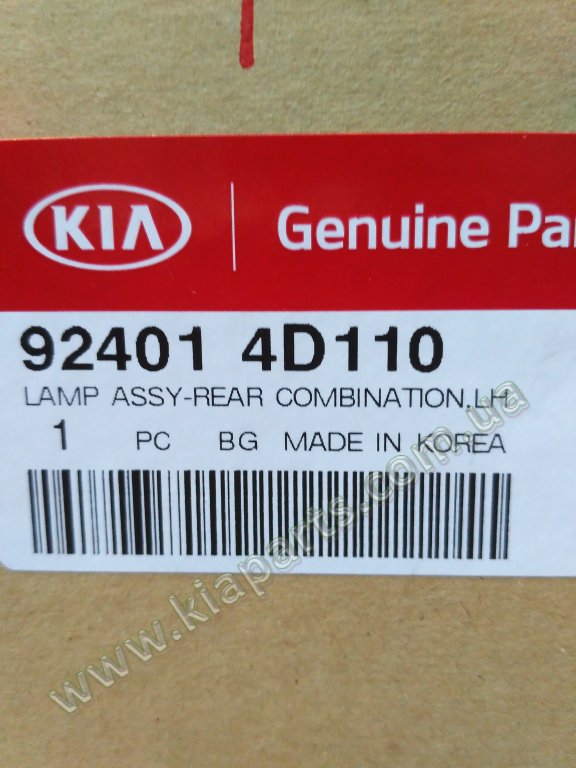 KIA
Genuine Pa
92401 4D110
LAMP ASSY-REAR COMBINATION,LH
1 PC BG MADE IN KOREA
www.kiaparts.com.ua